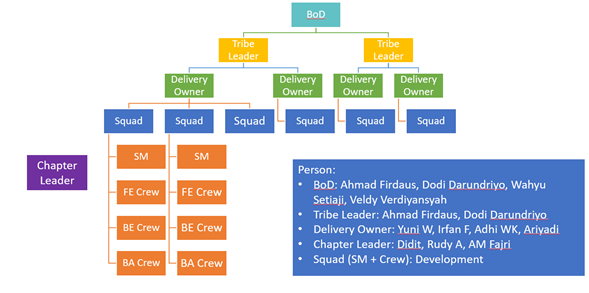 BoD
Tribe
Leader
Tribe
Leader
Delivery
Owner
Delivery
Owner
Delivery
Owner
Delivery
Owner
Squad
Squad
Squad
Squad
Squad
Squad
SM
SM
Chapter
Leader
FE Crew
FE Crew
BE Crew
BE Crew
BA Crew
BA Crew
Person:
• BoD: Ahmad Firdaus, Dodi Darundriyo, Wahyu
Setiaji, Veldy Verdiyansyah
• Tribe Leader: Ahmad Firdaus, Dodi Darundriyo
• Delivery Owner: Yuni W, Irfan F, Adhi WK, Ariyadi
• Chapter Leader: Didit, Rudy A, AM Fajri
• Squad (SM + Crew): Development